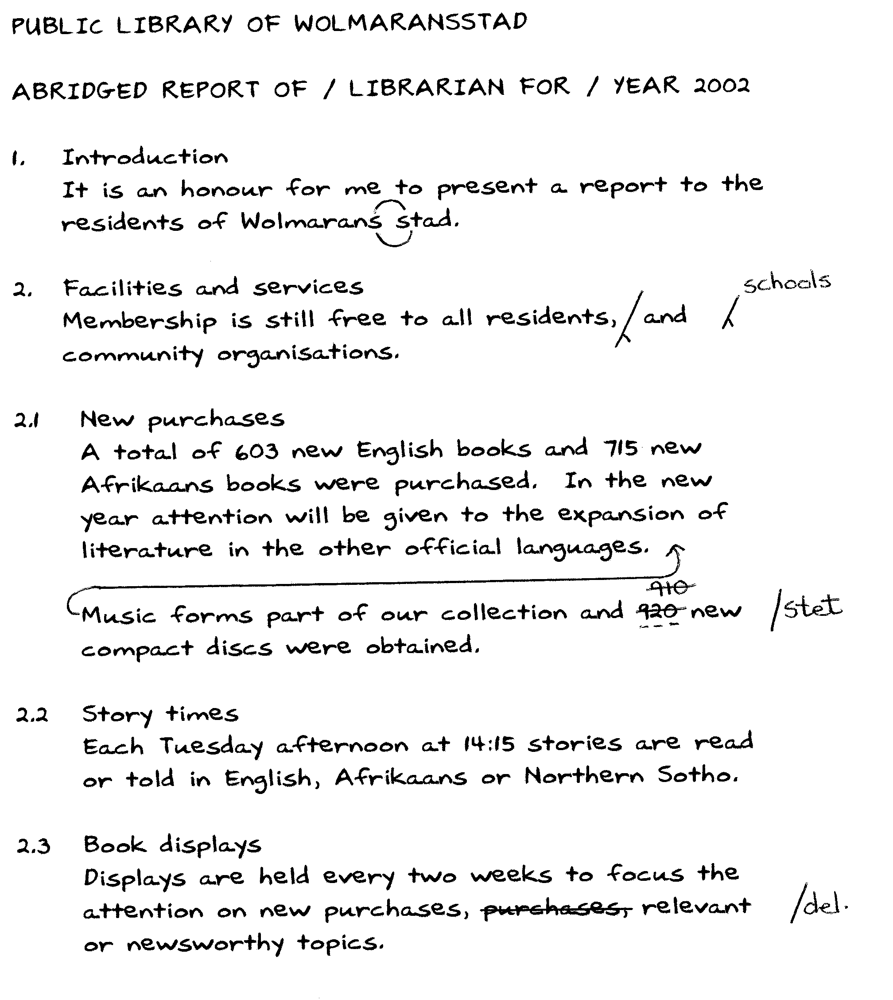 PUBLIC LIBRARY OF WOLMARANSSTAD
ABRIDGED REPORT OF / LIBRARIAN FOR / YEAR 2002
1. Introduction
It is an honour for me to present a report to the
residents of Wolmarans stad.
2. Facilities and services
schools
Membership is still free to all residents, / and /
community organisations.
2.1 New purchases
A total of 603 new English books and 715 new
Afrikaans books were purchased. In the new
year attention will be given to the expansion of
literature in the other official languages.
910
Music forms part of our collection and 920 new /stet
compact discs were obtained.
2.2 Story times
Each Tuesday afternoon at 14:15 stories are read
or told in English, Afrikaans or Northern Sotho.
2.3 Book displays
Displays are held every two weeks to focus the
attention on new purchases, purchases, relevant /del.
or newsworthy topics.